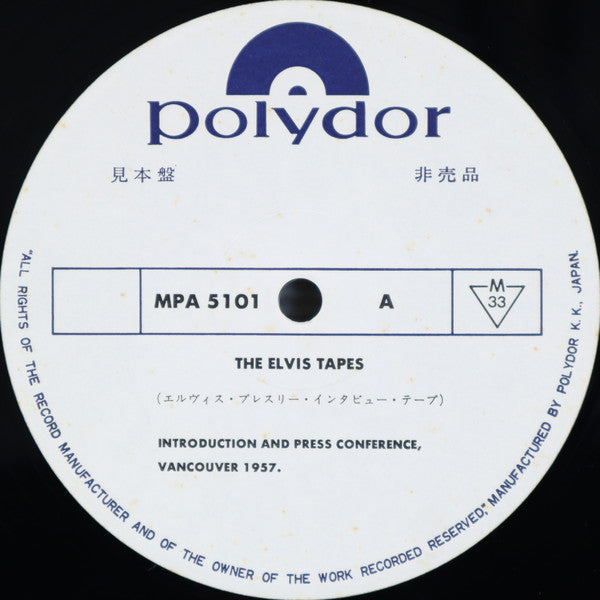 polydor
見本盤 非売品
MPA 5101 A M 33
THE ELVIS TAPES
(エルヴィス・プレスリー・インタビュー・テープ)
INTRODUCTION AND PRESS CONFERENCE,
VANCOUVER 1957.
"ALL RIGHTS OF THE RECORD MANUFACTURER AND OF THE OWNER OF THE WORK RECORDED RESERVED," MANUFACTURED BY POLYDOR K.K., JAPAN.